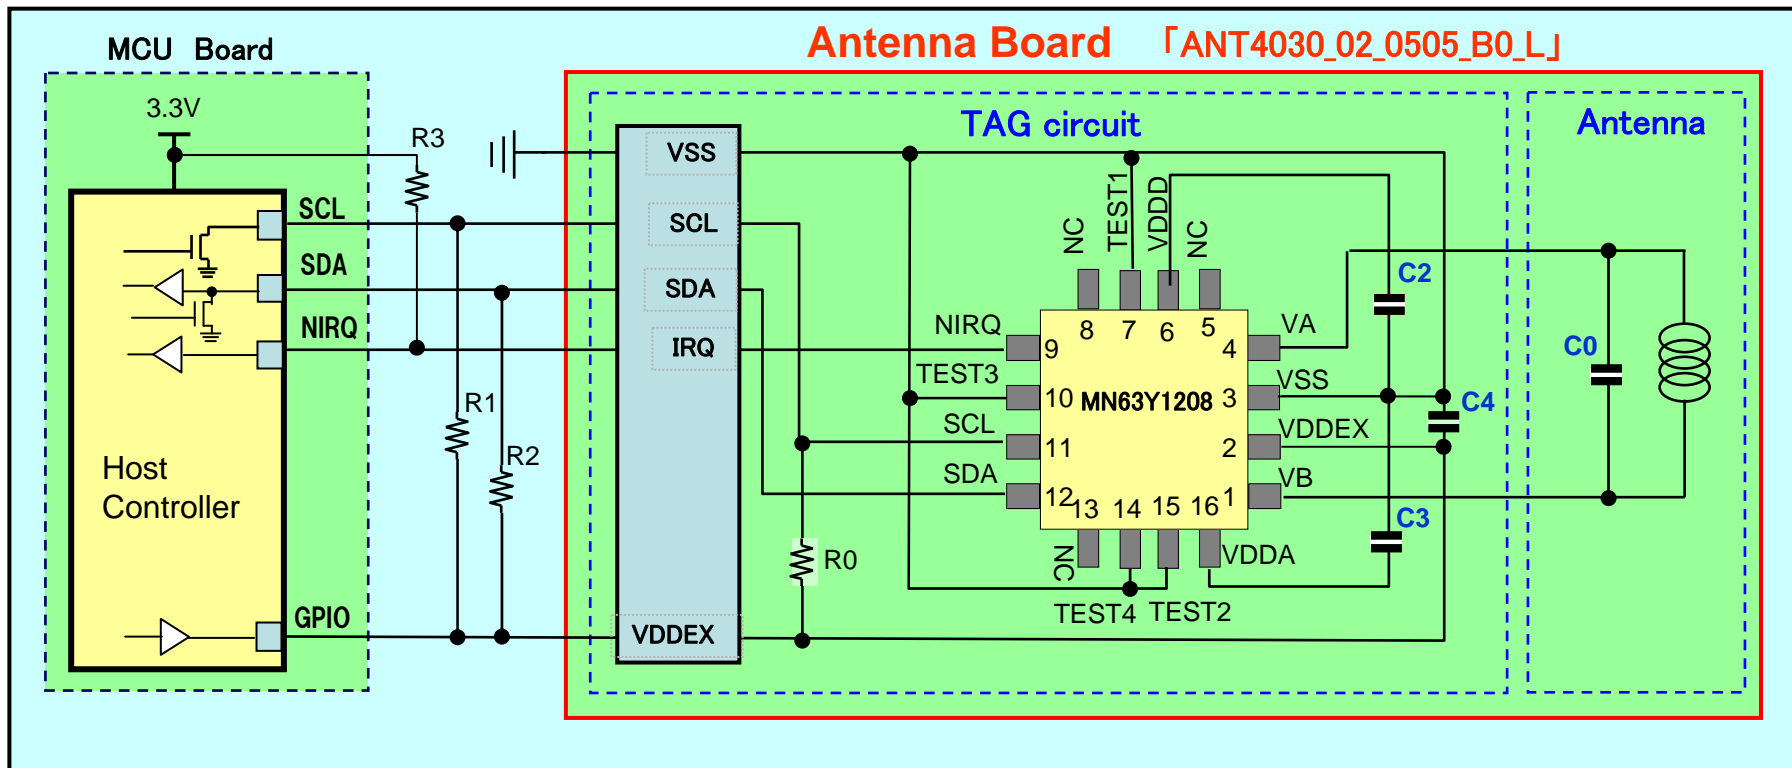 Antenna Board 「ANT4030_02_0505_B0_L」
MCU Board
TAG circuit
Antenna
3.3V
R3
SCL
SDA
NIRQ
R1
R2
Host
Controller
GPIO
VSS
SCL
SDA
IRQ
VDDEX
R0
NC
TEST1
VDDD
NC
8
7
6
5
NIRQ
TEST3
SCL
SDA
9
10
11
12
MN63Y1208
4
3
2
1
13
14
15
16
VA
VSS
VDDEX
VB
NC
TEST4
TEST2
VDDA
C2
C4
C3
C0